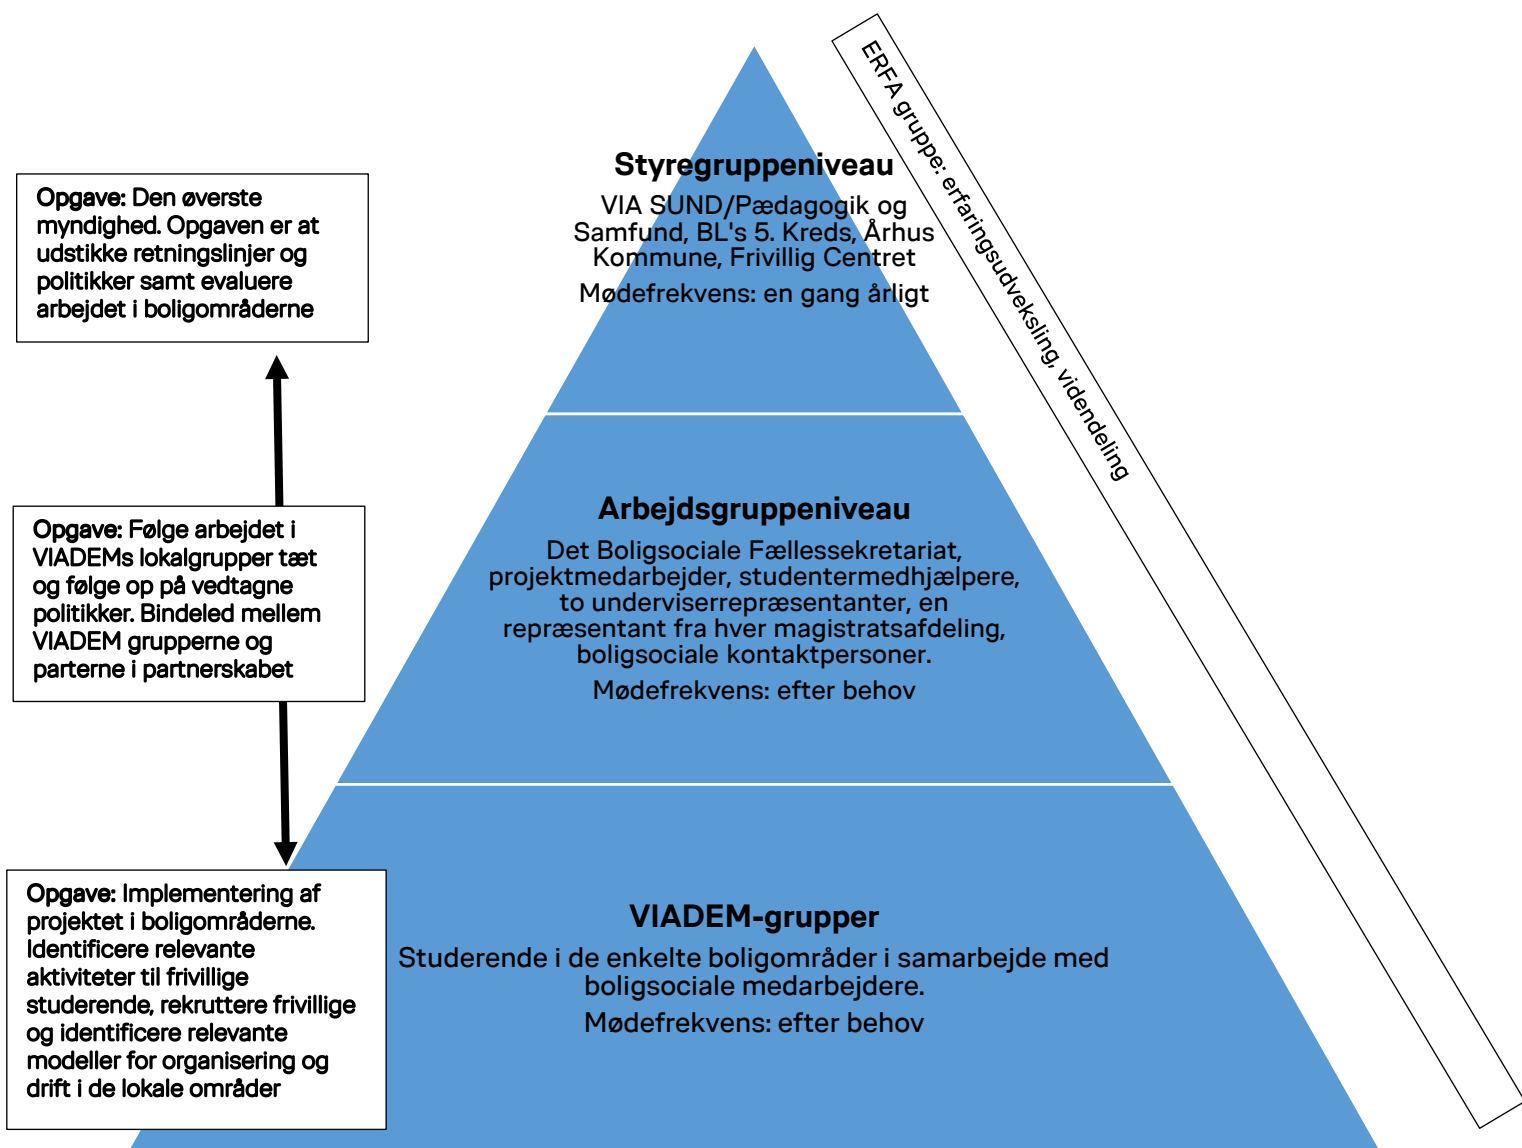 ERFA gruppe: erfaringsudveksling, videndeling
Styregruppeniveau
VIA SUND/Pædagogik og
Samfund, BL's 5. Kreds, Århus
Kommune, Frivillig Centret
Mødefrekvens: en gang årligt
Opgave: Den øverste
myndighed. Opgaven er at
udstikke retningslinjer og
politikker samt evaluere
arbejdet i boligområderne
Arbejdsgruppeniveau
Det Boligsociale Fællessekretariat,
projektmedarbejder, studentermedhjælpere,
to underviserrepræsentanter, en
repræsentant fra hver magistratsafdeling,
boligsociale kontaktpersoner.
Mødefrekvens: efter behov
Opgave: Følge arbejdet i
VIADEMs lokalgrupper tæt
og følge op på vedtagne
politikker. Bindeled mellem
VIADEM grupperne og
parterne i partnerskabet
VIADEM-grupper
Studerende i de enkelte boligområder i samarbejde med
boligsociale medarbejdere.
Mødefrekvens: efter behov
Opgave: Implementering af
projektet i boligområderne.
Identificere relevante
aktiviteter til frivillige
studerende, rekruttere frivillige
og identificere relevante
modeller for organisering og
drift i de lokale områder